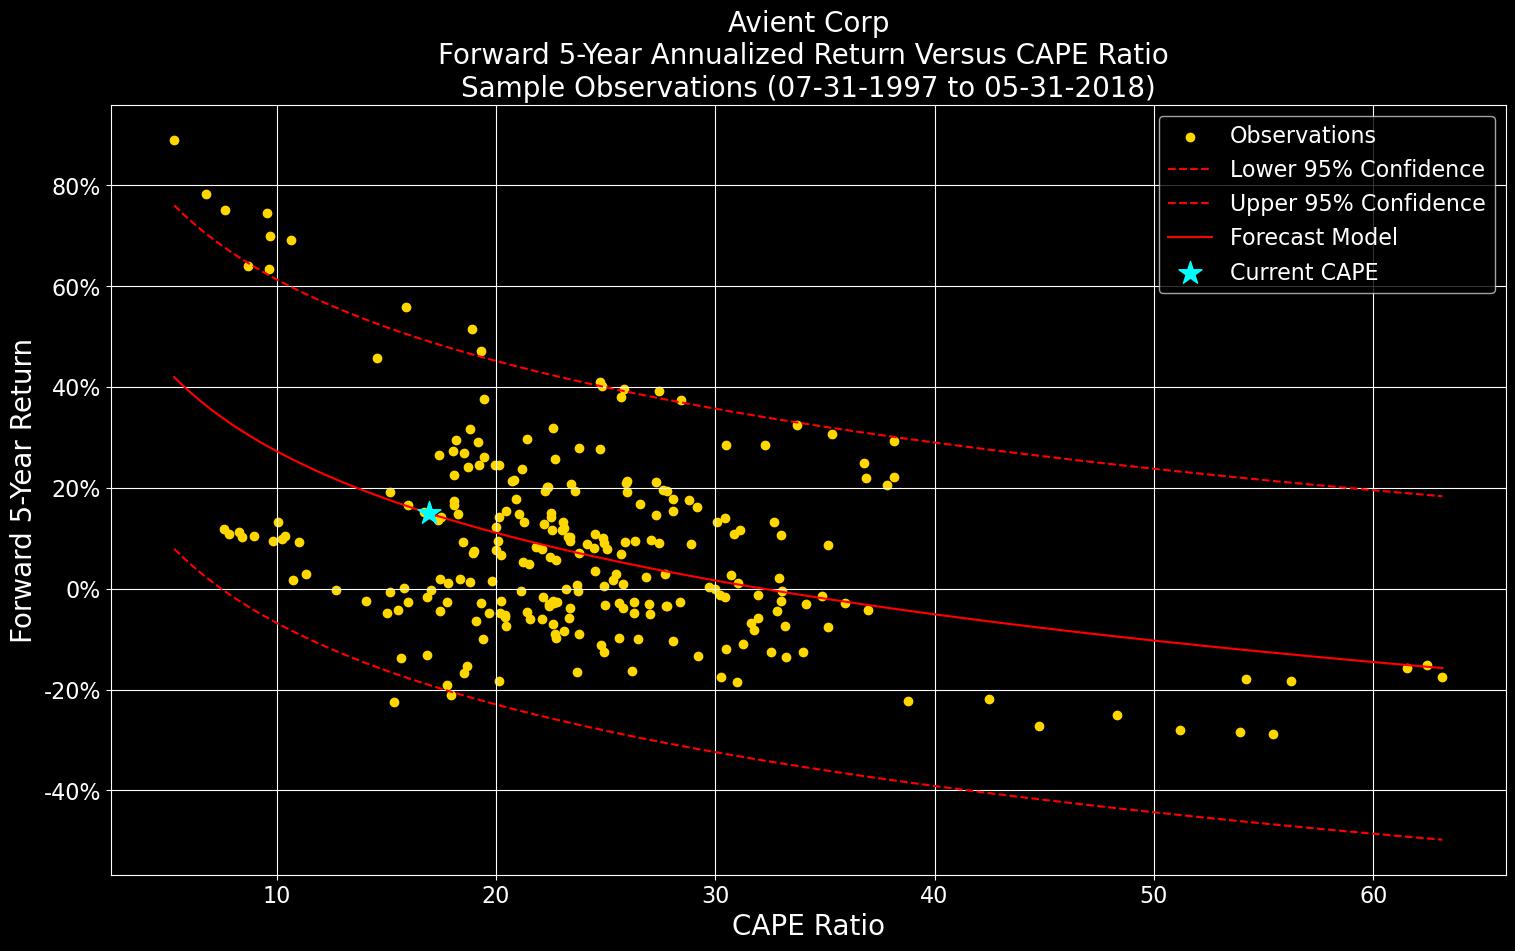 Avient Corp
Forward 5-Year Annualized Return Versus CAPE Ratio
Sample Observations (07-31-1997 to 05-31-2018)
Observations
Lower 95% Confidence
Upper 95% Confidence
Forecast Model
Current CAPE
Forward 5-Year Return
80%
60%
40%
20%
0%
-20%
-40%
10 20 30 40 50 60
CAPE Ratio